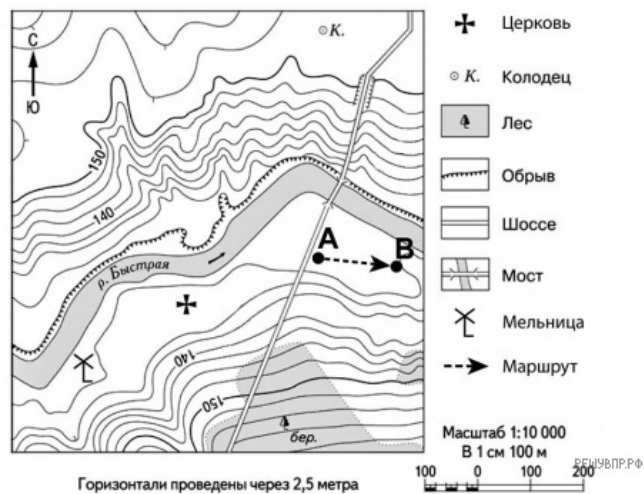 С
Ю
К.
150
140
р. Быстрая
А
В
140
150
бер.
Горизонтали проведены через 2,5 метра
Церковь
К. Колодец
Лес
Обрыв
Шоссе
Мост
Мельница
Маршрут
Масштаб 1:10 000
В 1 см 100 м
РЕШУВПР.РФ
100 0 100 200